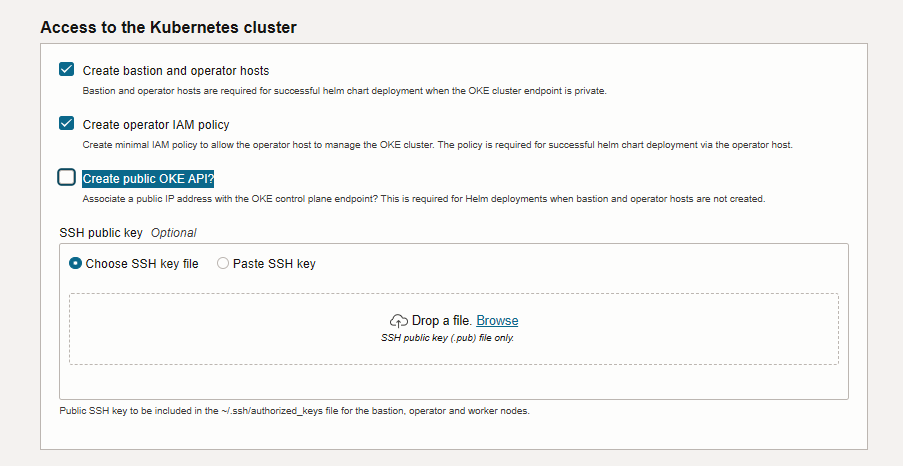 Access to the Kubernetes cluster
Create bastion and operator hosts
Bastion and operator hosts are required for successful helm chart deployment when the OKE cluster endpoint is private.
Create operator IAM policy
Create minimal IAM policy to allow the operator host to manage the OKE cluster. The policy is required for successful helm chart deployment via the operator host.
Create public OKE API?
Associate a public IP address with the OKE control plane endpoint? This is required for Helm deployments when bastion and operator hosts are not created.
SSH public key Optional
Choose SSH key file Paste SSH key
Drop a file. Browse
SSH public key (.pub) file only.
Public SSH key to be included in the ~/.ssh/authorized_keys file for the bastion, operator and worker nodes.